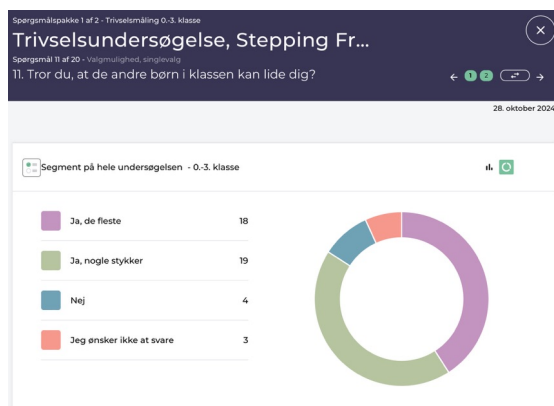 Spørgsmålspakke 1 af 2 - Trivselsmåling 0.-3. klasse
Trivselsundersøgelse, Stepping Fr...
Spørgsmål 11 af 20 - Valgmulighed, singlevalg
11. Tror du, at de andre børn i klassen kan lide dig?
1 2
28. oktober 2024
Segment på hele undersøgelsen - 0.-3. klasse
Ja, de fleste 18
Ja, nogle stykker 19
Nej 4
Jeg ønsker ikke at svare 3